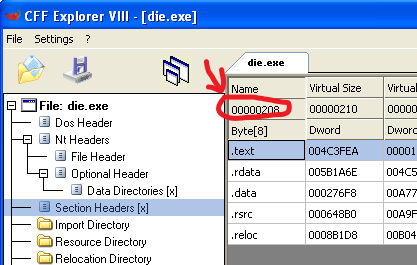 CFF Explorer VIII - [die.exe]
File Settings ?
die.exe
File: die.exe
Dos Header
Nt Headers
File Header
Optional Header
Data Directories [x]
Section Headers [x]
Import Directory
Resource Directory
Relocation Directory
Name Virtual Size Virtual
00000208 00000210 00000
Byte[8] Dword Dword
.text 004C3FEA 00001
.rdata 005B1A6E 004C5
.data 000276F8 00A77
.rsrc 000648B0 00A9F
.reloc 0008B1D8 00B04